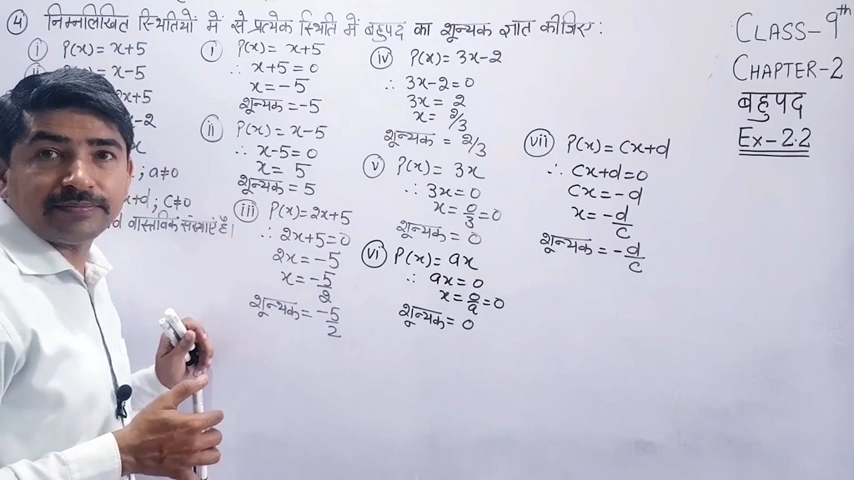 ④ निम्नलिखित स्थितियों में से प्रत्येक स्थिति में बहुपद का शून्यक ज्ञात कीजिए:
(i) P(x) = x+5
(ii) x-5
2x+5
-2
x
; a≠0
x+d; c≠0
वास्तविक संख्याएं हैं।
(i) P(x) = x+5
∴ x+5=0
x=-5
शून्यक = -5
(ii) P(x) = x-5
∴ x-5=0
x= 5
शून्यक = 5
(iii) P(x)= 2x+5
∴ 2x+5=0
2x = -5
x = -5/2
शून्यक = -5/2
(iv) P(x)= 3x-2
∴ 3x-2=0
3x = 2
x= 2/3
शून्यक = 2/3
(v) P(x)= 3x
∴ 3x=0
x = 0/3 =0
शून्यक = 0
(vi) P(x)= ax
∴ ax=0
x= 0/a =0
शून्यक = 0
(vii) P(x)= cx+d
∴ cx+d=0
cx=-d
x= -d/c
शून्यक = -d/c
CLASS-9th
CHAPTER-2
बहुपद
Ex-2.2